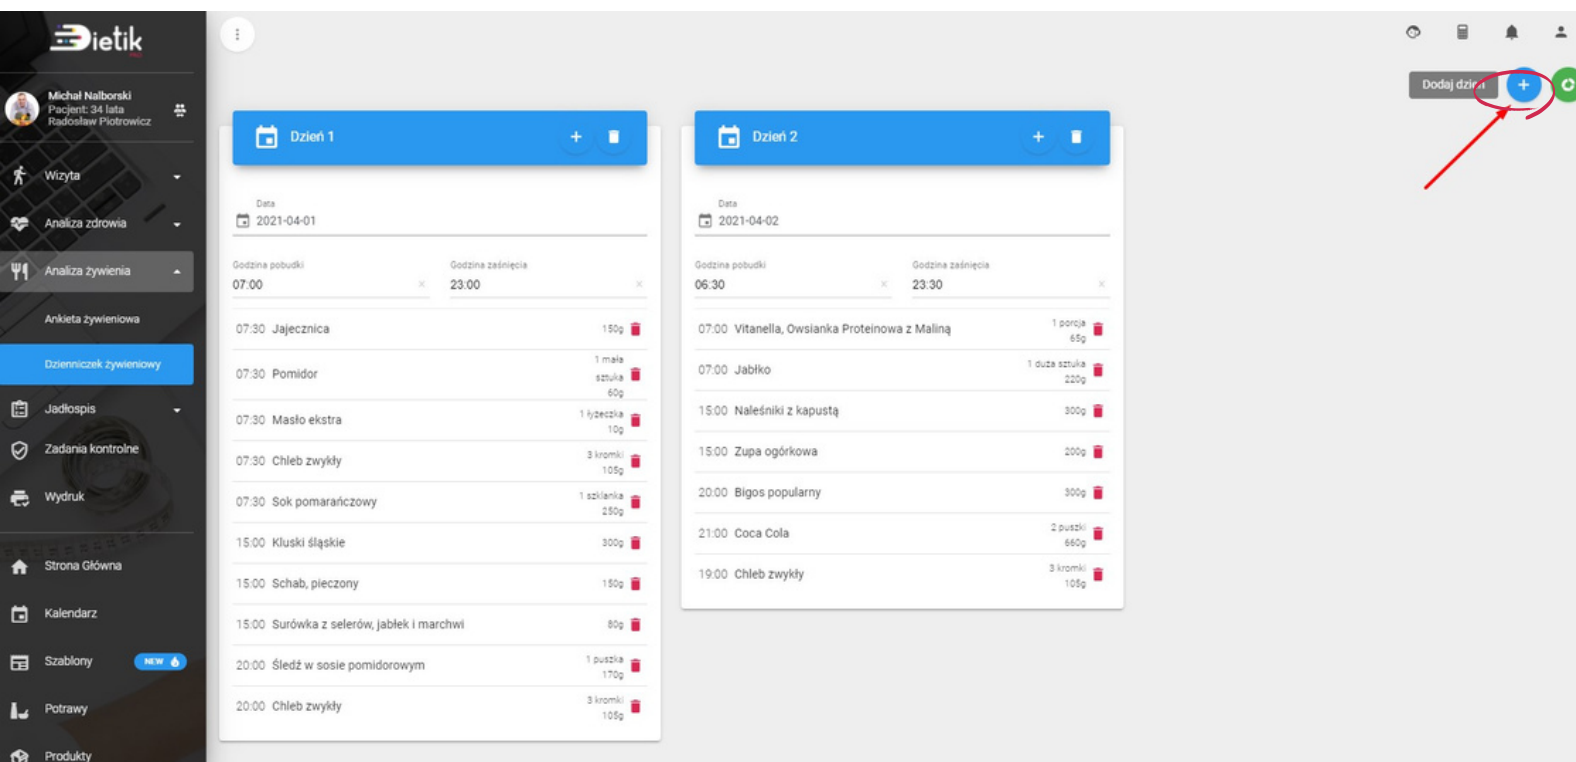 Dietik
PRO
Michał Nalborski
Pacjent: 34 lata
Radosław Piotrowicz
Wizyta
Analiza zdrowia
Analiza żywienia
Ankieta żywieniowa
Dzienniczek żywieniowy
Jadłospis
Zadania kontrolne
Wydruk
Strona Główna
Kalendarz
Szablony NEW
Potrawy
Produkty
Dodaj dzień
Dzień 1
Data
2021-04-01
Godzina pobudki Godzina zaśnięcia
07:00 × 23:00 ×
07:30 Jajecznica 150g
07:30 Pomidor 1 mała
sztuka
60g
07:30 Masło ekstra 1 łyżeczka
10g
07:30 Chleb zwykły 3 kromki
105g
07:30 Sok pomarańczowy 1 szklanka
250g
15:00 Kluski śląskie 300g
15:00 Schab, pieczony 150g
15:00 Surówka z selerów, jabłek i marchwi 80g
20:00 Śledź w sosie pomidorowym 1 puszka
170g
20:00 Chleb zwykły 3 kromki
105g
Dzień 2
Data
2021-04-02
Godzina pobudki Godzina zaśnięcia
06:30 × 23:30 ×
07:00 Vitanella, Owsianka Proteinowa z Maliną 1 porcja
65g
07:00 Jabłko 1 duża sztuka
220g
15:00 Naleśniki z kapustą 300g
15:00 Zupa ogórkowa 200g
20:00 Bigos popularny 300g
21:00 Coca Cola 2 puszki
660g
19:00 Chleb zwykły 3 kromki
105g